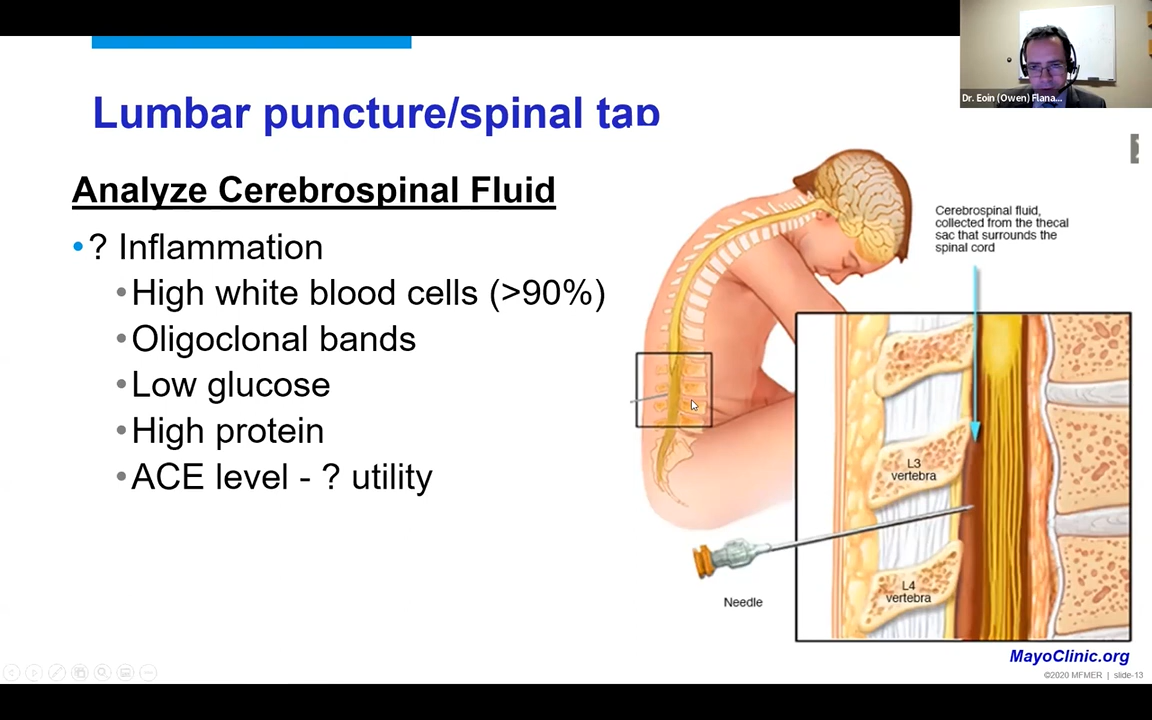 Dr. Eoin (Owen) Flana...
Lumbar puncture/spinal tap
Analyze Cerebrospinal Fluid
•? Inflammation
•High white blood cells (>90%)
•Oligoclonal bands
•Low glucose
•High protein
•ACE level - ? utility
Cerebrospinal fluid,
collected from the thecal
sac that surrounds the
spinal cord
L3
vertebra
L4
vertebra
Needle
MayoClinic.org
©2020 MFMER | slide-13